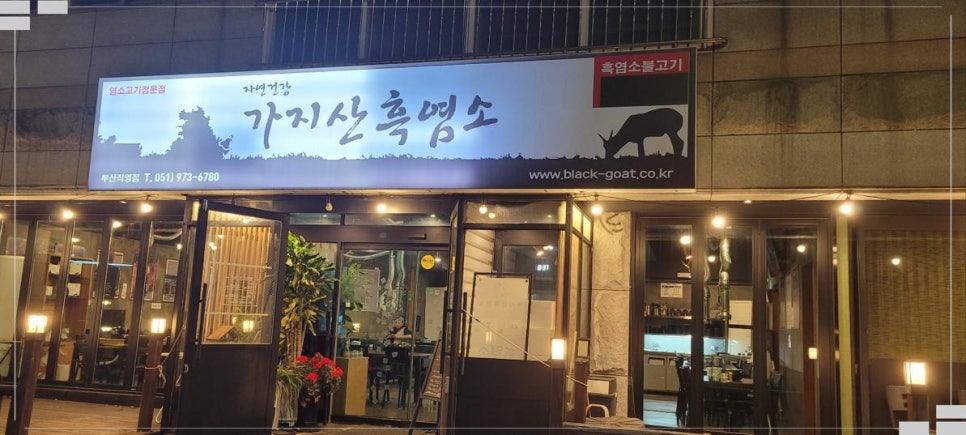 염소고기전문점
자연건강
흑염소불고기
가지산흑염소
부산직영점 T. 051) 973-6780
www.black-goat.co.kr